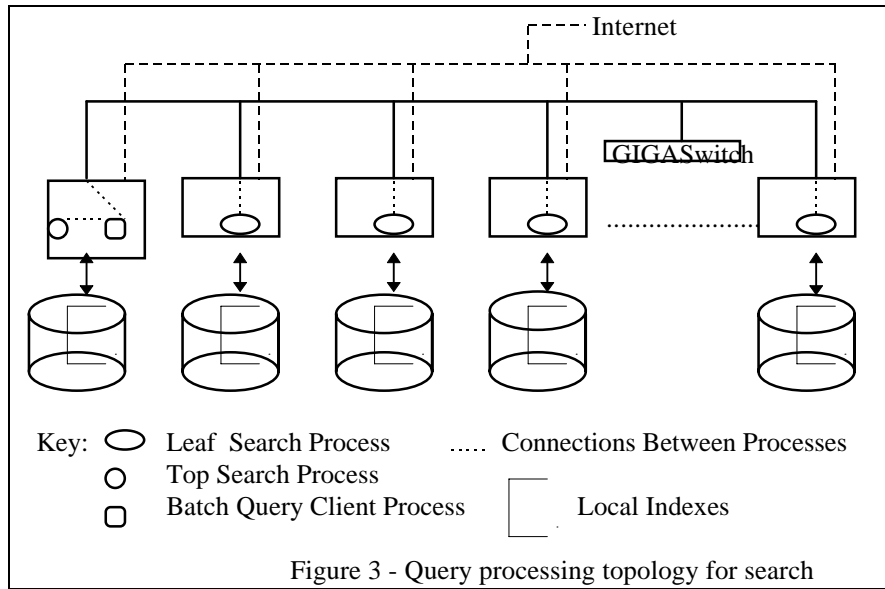 Internet
GIGASwitch
Key: Leaf Search Process ..... Connections Between Processes
Top Search Process
Batch Query Client Process Local Indexes
Figure 3 - Query processing topology for search